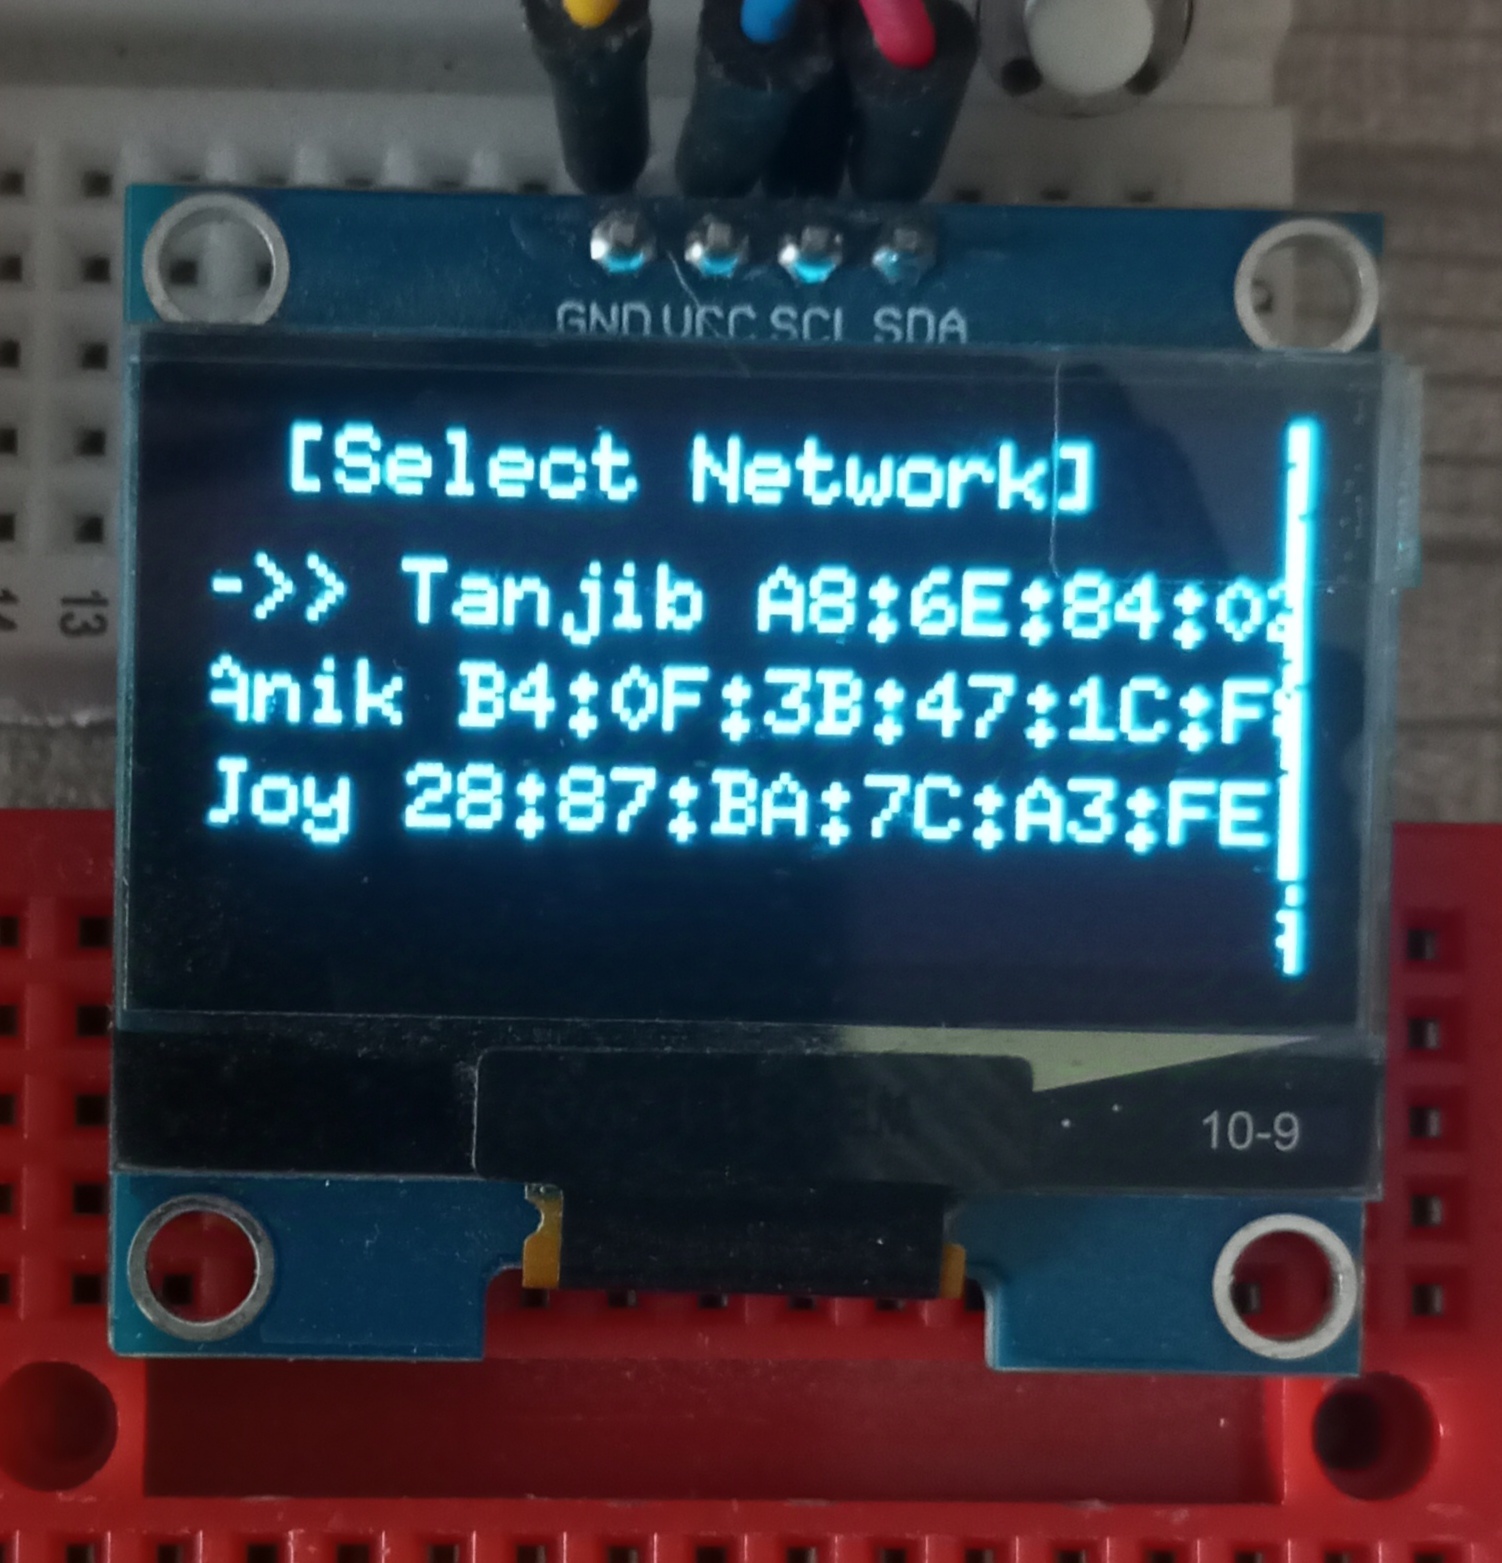 GND VCC SCL SDA
[Select Network]
->> Tanjib A8:6E:84:0
Anik B4:0F:3B:47:1C:F
Joy 28:87:BA:7C:A3:FE
10-9
13